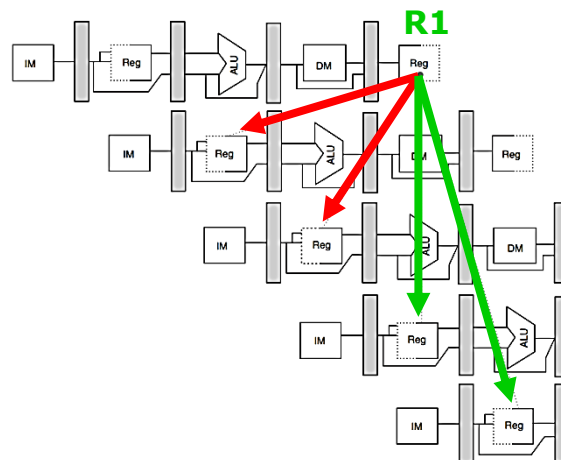 R1
IM Reg ALU DM Reg
IM Reg ALU DM Reg
IM Reg ALU DM
IM Reg ALU
IM Reg